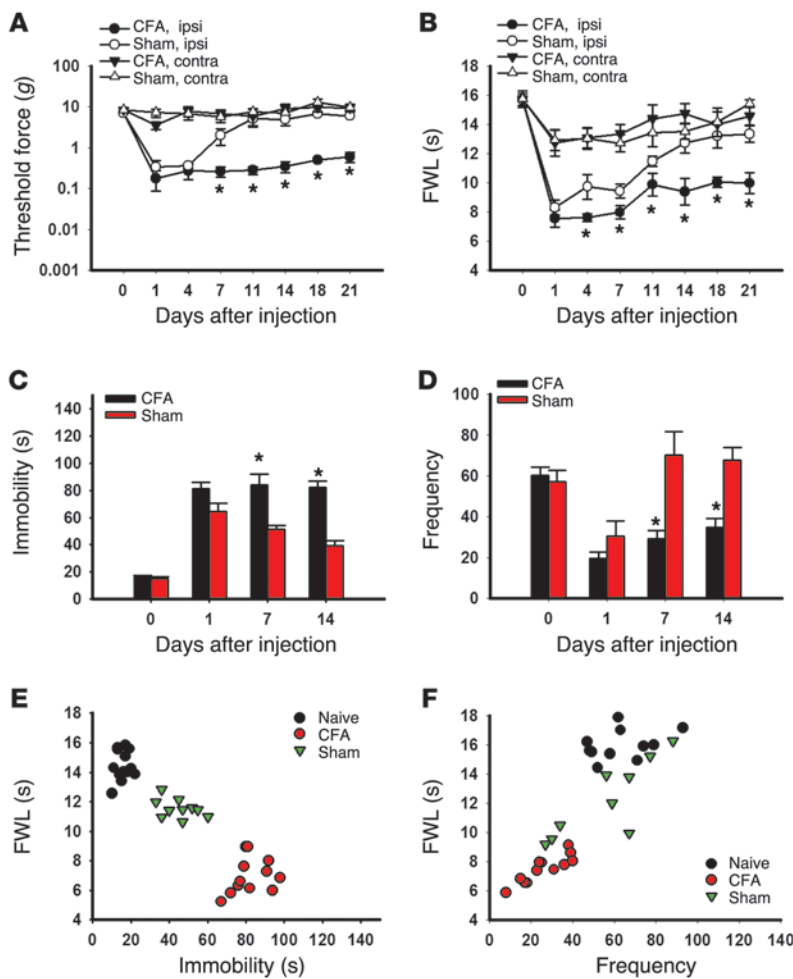 A
CFA, ipsi
Sham, ipsi
CFA, contra
Sham, contra
100
10
1
0.1
0.01
0.001
Threshold force (g)
* * * * *
0 1 4 7 11 14 18 21
Days after injection
B
CFA, ipsi
Sham, ipsi
CFA, contra
Sham, contra
18
16
14
12
10
8
6
4
FWL (s)
* * * * * *
0 1 4 7 11 14 18 21
Days after injection
C
CFA
Sham
140
120
100
80
60
40
20
0
Immobility (s)
* *
0 1 7 14
Days after injection
D
CFA
Sham
100
80
60
40
20
0
Frequency
* *
0 1 7 14
Days after injection
E
Naive
CFA
Sham
18
16
14
12
10
8
6
4
FWL (s)
0 20 40 60 80 100 120 140
Immobility (s)
F
Naive
CFA
Sham
18
16
14
12
10
8
6
4
FWL (s)
0 20 40 60 80 100 120 140
Frequency